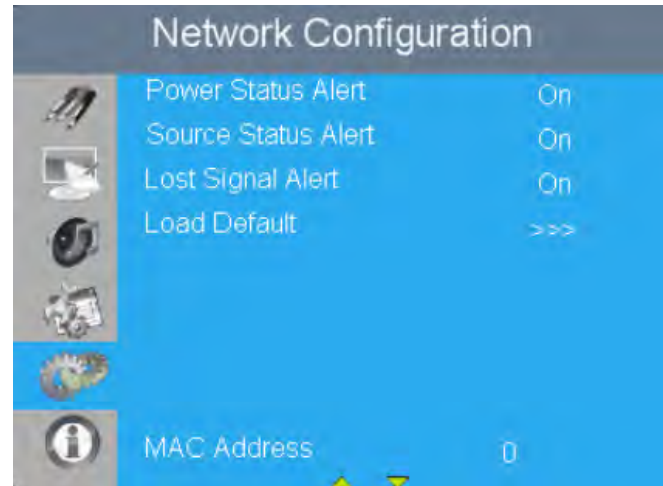 Network Configuration
Power Status Alert On
Source Status Alert On
Lost Signal Alert On
Load Default >>>
MAC Address 0